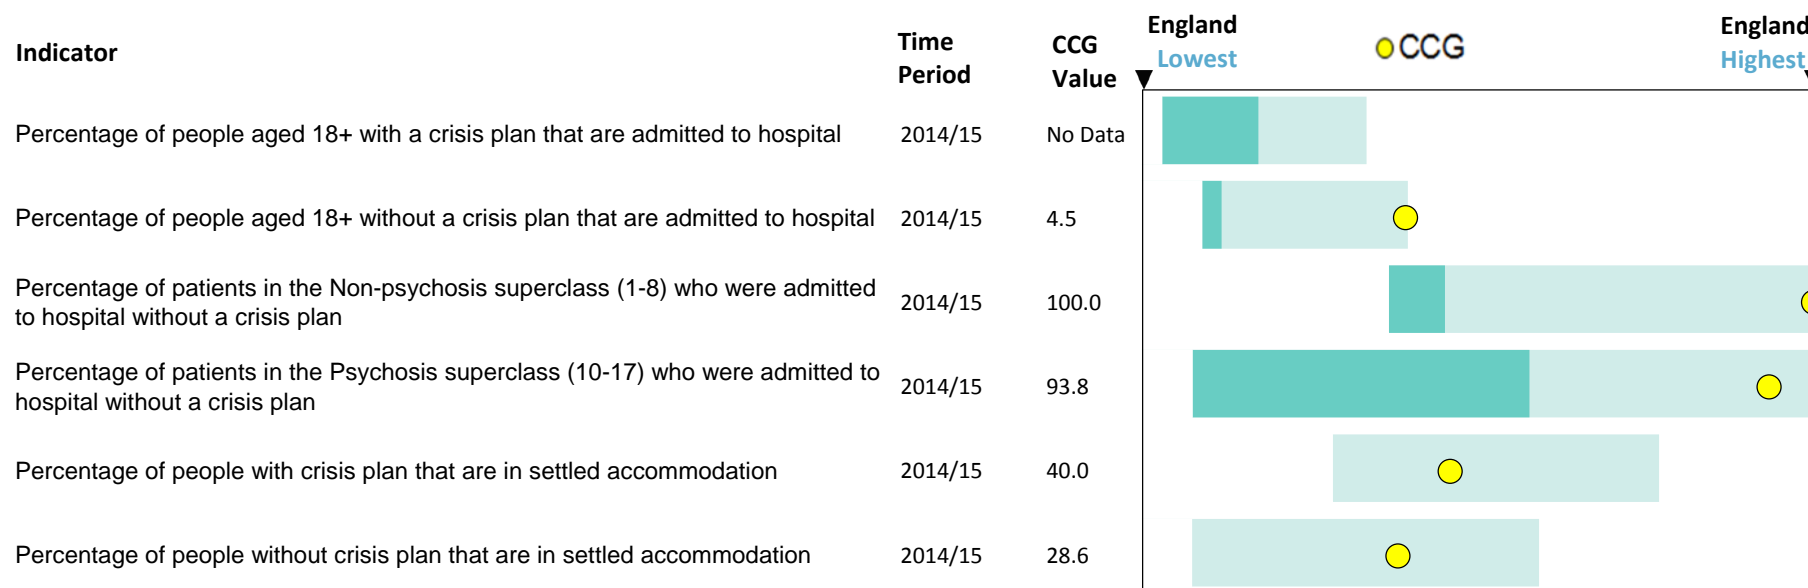 Indicator
Time Period
CCG Value
England Lowest
CCG
England Highest
Percentage of people aged 18+ with a crisis plan that are admitted to hospital 2014/15 No Data
Percentage of people aged 18+ without a crisis plan that are admitted to hospital 2014/15 4.5
Percentage of patients in the Non-psychosis superclass (1-8) who were admitted
to hospital without a crisis plan 2014/15 100.0
Percentage of patients in the Psychosis superclass (10-17) who were admitted to
hospital without a crisis plan 2014/15 93.8
Percentage of people with crisis plan that are in settled accommodation 2014/15 40.0
Percentage of people without crisis plan that are in settled accommodation 2014/15 28.6